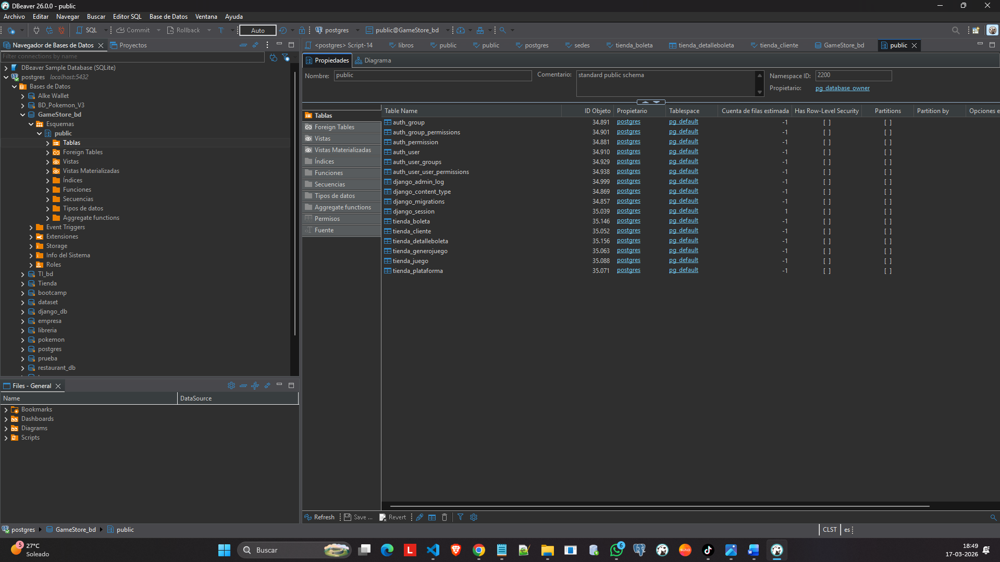 DBeaver 26.0.0 - public
Archivo Editar Navegar Buscar Editor SQL Base de Datos Ventana Ayuda
SQL Commit Rollback T Auto postgres public@GameStore_bd
Navegador de Bases de Datos Proyectos
<postgres> Script-14 libros public public postgres sedes tienda_boleta tienda_detalleboleta tienda_cliente GameStore_bd public
Filter connections by name
DBeaver Sample Database (SQLite)
postgres localhost:5432
Bases de Datos
Alke Wallet
BD_Pokemon_V3
GameStore_bd
Esquemas
public
Tablas
Foreign Tables
Vistas
Vistas Materializadas
Índices
Funciones
Secuencias
Tipos de datos
Aggregate functions
Event Triggers
Extensiones
Storage
Info del Sistema
Roles
TI_bd
Tienda
bootcamp
dataset
django_db
empresa
libreria
pokemon
postgres
prueba
restaurant_db
Propiedades Diagrama
Nombre: public Comentario: standard public schema Namespace ID: 2200
Propietario: pg_database_owner
Tablas
Foreign Tables
Vistas
Vistas Materializadas
Índices
Funciones
Secuencias
Tipos de datos
Aggregate functions
Permisos
Fuente
Table Name ID Objeto Propietario Tablespace Cuenta de filas estimada Has Row-Level Security Partitions Partition by Opciones e
auth_group 34.891 postgres pg_default -1 [ ] [ ]
auth_group_permissions 34.901 postgres pg_default -1 [ ] [ ]
auth_permission 34.881 postgres pg_default -1 [ ] [ ]
auth_user 34.910 postgres pg_default -1 [ ] [ ]
auth_user_groups 34.929 postgres pg_default -1 [ ] [ ]
auth_user_user_permissions 34.938 postgres pg_default -1 [ ] [ ]
django_admin_log 34.999 postgres pg_default -1 [ ] [ ]
django_content_type 34.869 postgres pg_default -1 [ ] [ ]
django_migrations 34.857 postgres pg_default -1 [ ] [ ]
django_session 35.039 postgres pg_default 1 [ ] [ ]
tienda_boleta 35.146 postgres pg_default -1 [ ] [ ]
tienda_cliente 35.052 postgres pg_default -1 [ ] [ ]
tienda_detalleboleta 35.156 postgres pg_default -1 [ ] [ ]
tienda_generojuego 35.063 postgres pg_default -1 [ ] [ ]
tienda_juego 35.088 postgres pg_default -1 [ ] [ ]
tienda_plataforma 35.071 postgres pg_default -1 [ ] [ ]
Files - General
Name DataSource
Bookmarks
Dashboards
Diagrams
Scripts
Refresh Save ... Revert
postgres GameStore_bd public CLST es
5 27°C
Soleado
Buscar
L
SUNO
6
W
18:49
17-03-2026